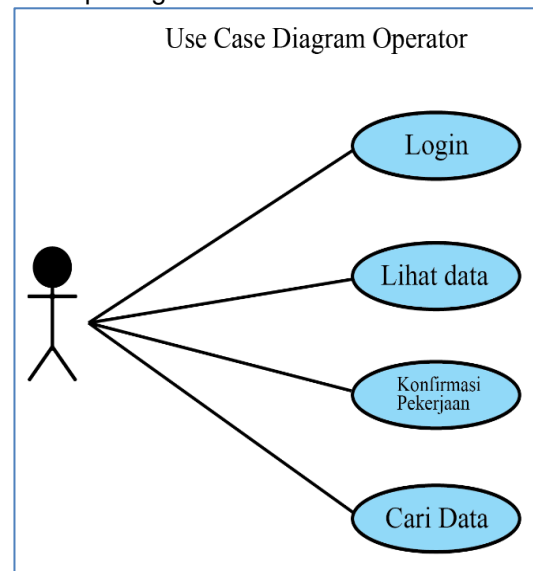 Use Case Diagram Operator
Login
Lihat data
Konfirmasi
Pekerjaan
Cari Data